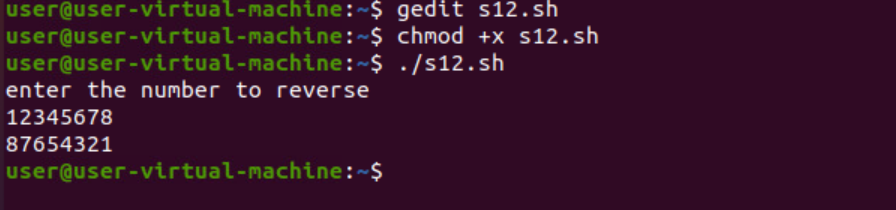 user@user-virtual-machine:~$ gedit s12.sh
user@user-virtual-machine:~$ chmod +x s12.sh
user@user-virtual-machine:~$ ./s12.sh
enter the number to reverse
12345678
87654321
user@user-virtual-machine:~$